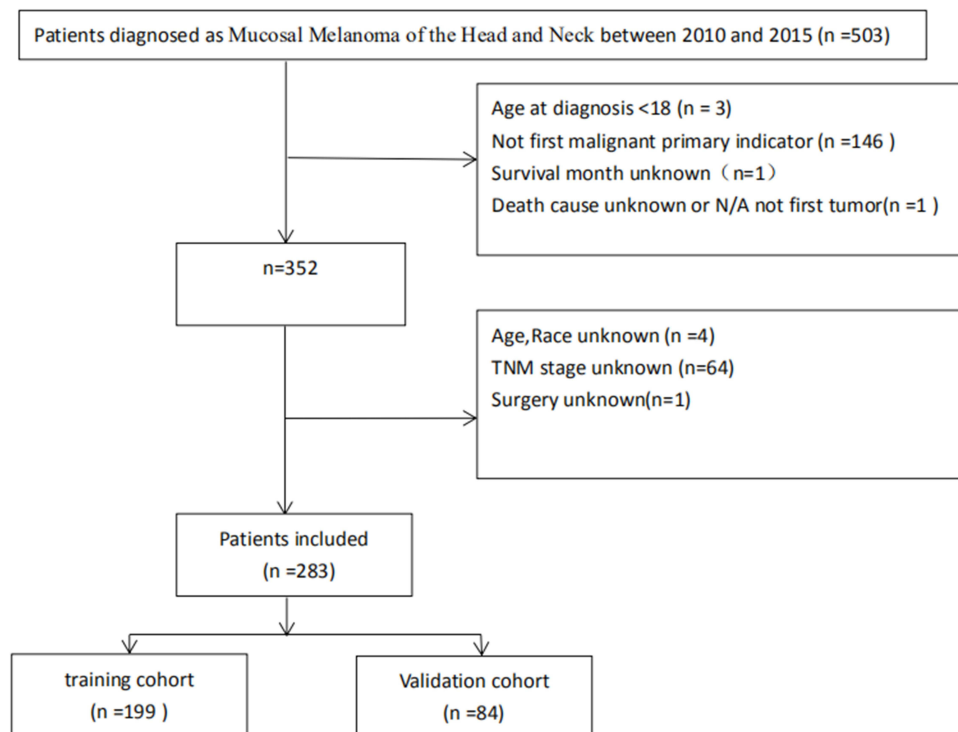 Patients diagnosed as Mucosal Melanoma of the Head and Neck between 2010 and 2015 (n =503)
Age at diagnosis <18 (n = 3)
Not first malignant primary indicator (n =146 )
Survival month unknown（n=1）
Death cause unknown or N/A not first tumor(n =1 )
n=352
Age,Race unknown (n =4)
TNM stage unknown (n=64)
Surgery unknown(n=1)
Patients included
(n =283)
training cohort
(n =199 )
Validation cohort
(n =84)